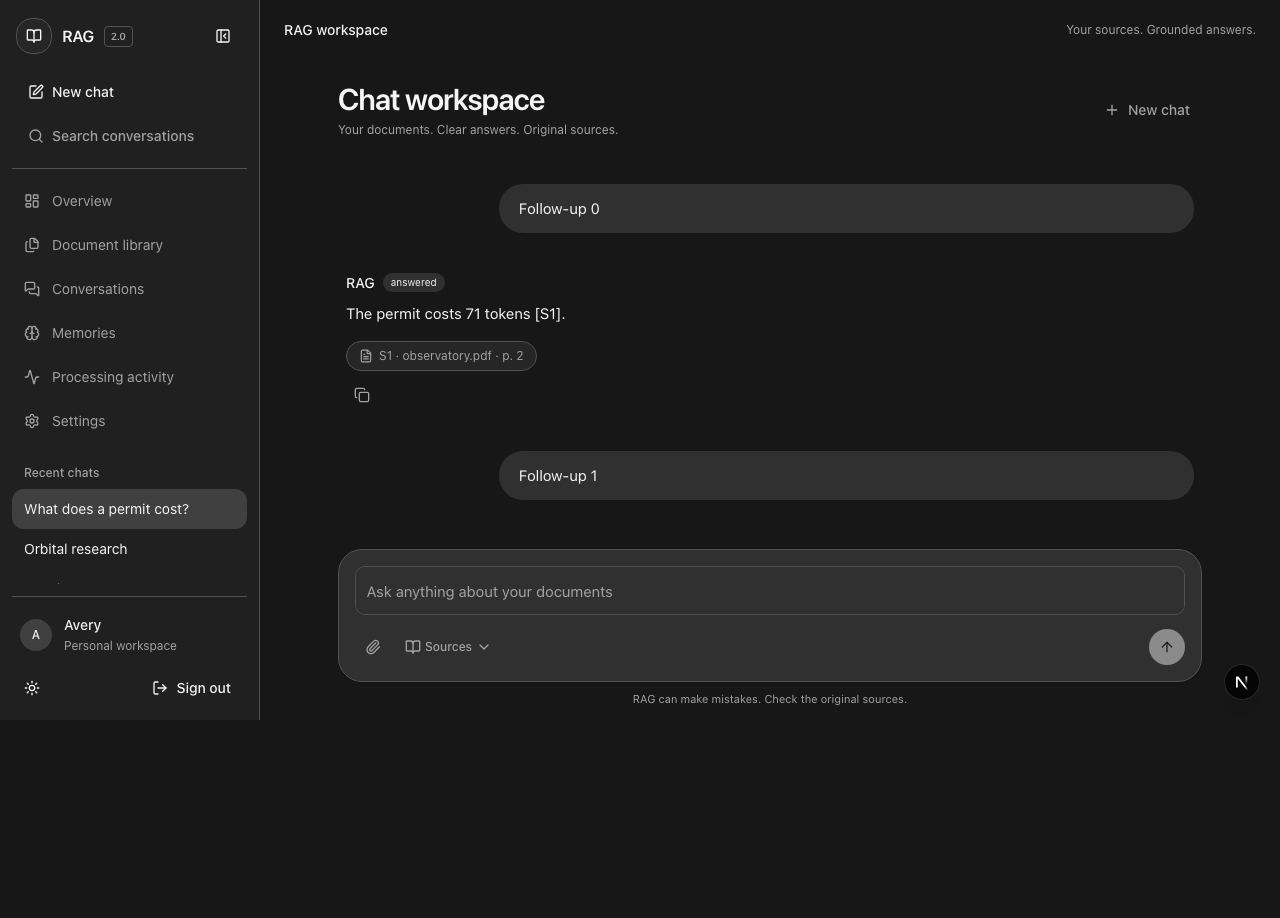 RAG 2.0
New chat
Search conversations
Overview
Document library
Conversations
Memories
Processing activity
Settings
Recent chats
What does a permit cost?
Orbital research
A
Avery
Personal workspace
Sign out
RAG workspace
Your sources. Grounded answers.
Chat workspace
Your documents. Clear answers. Original sources.
New chat
Follow-up 0
RAG answered
The permit costs 71 tokens [S1].
S1 · observatory.pdf · p. 2
Follow-up 1
Ask anything about your documents
Sources
RAG can make mistakes. Check the original sources.
N